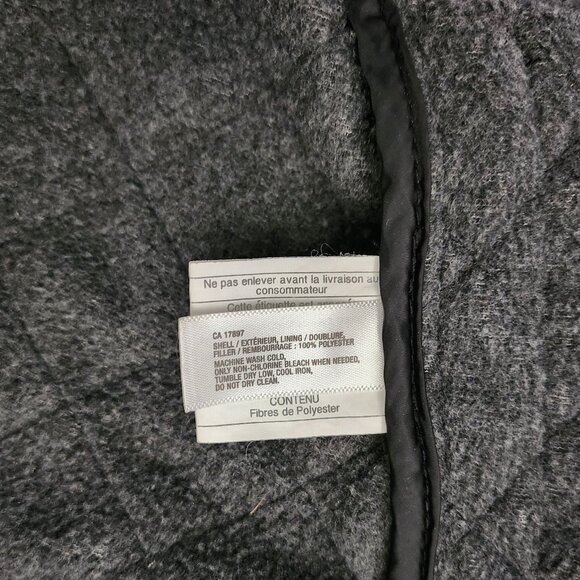 Ne pas enlever avant la livraison au
consommateur
Cette étiquette est
CA 17897
SHELL / EXTÉRIEUR, LINING / DOUBLURE,
FILLER / REMBOURRAGE : 100% POLYESTER
MACHINE WASH COLD,
ONLY NON-CHLORINE BLEACH WHEN NEEDED,
TUMBLE DRY LOW, COOL IRON,
DO NOT DRY CLEAN.
CONTENU
Fibres de Polyester